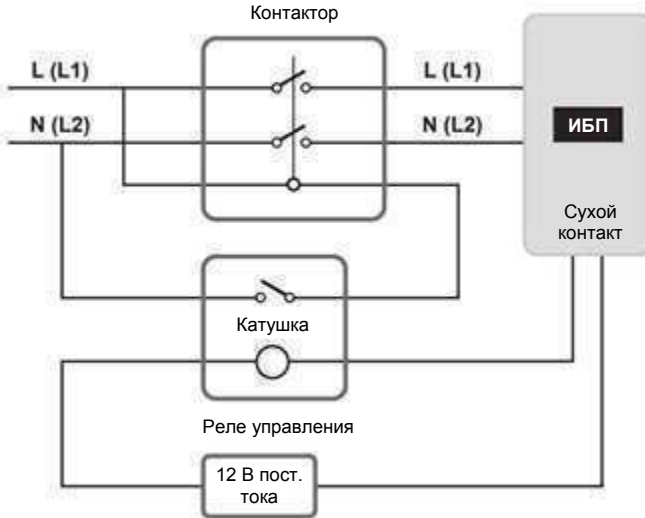 Контактор
L (L1)
L (L1)
N (L2)
N (L2)
ИБП
Сухой
контакт
Катушка
Реле управления
12 В пост.
тока